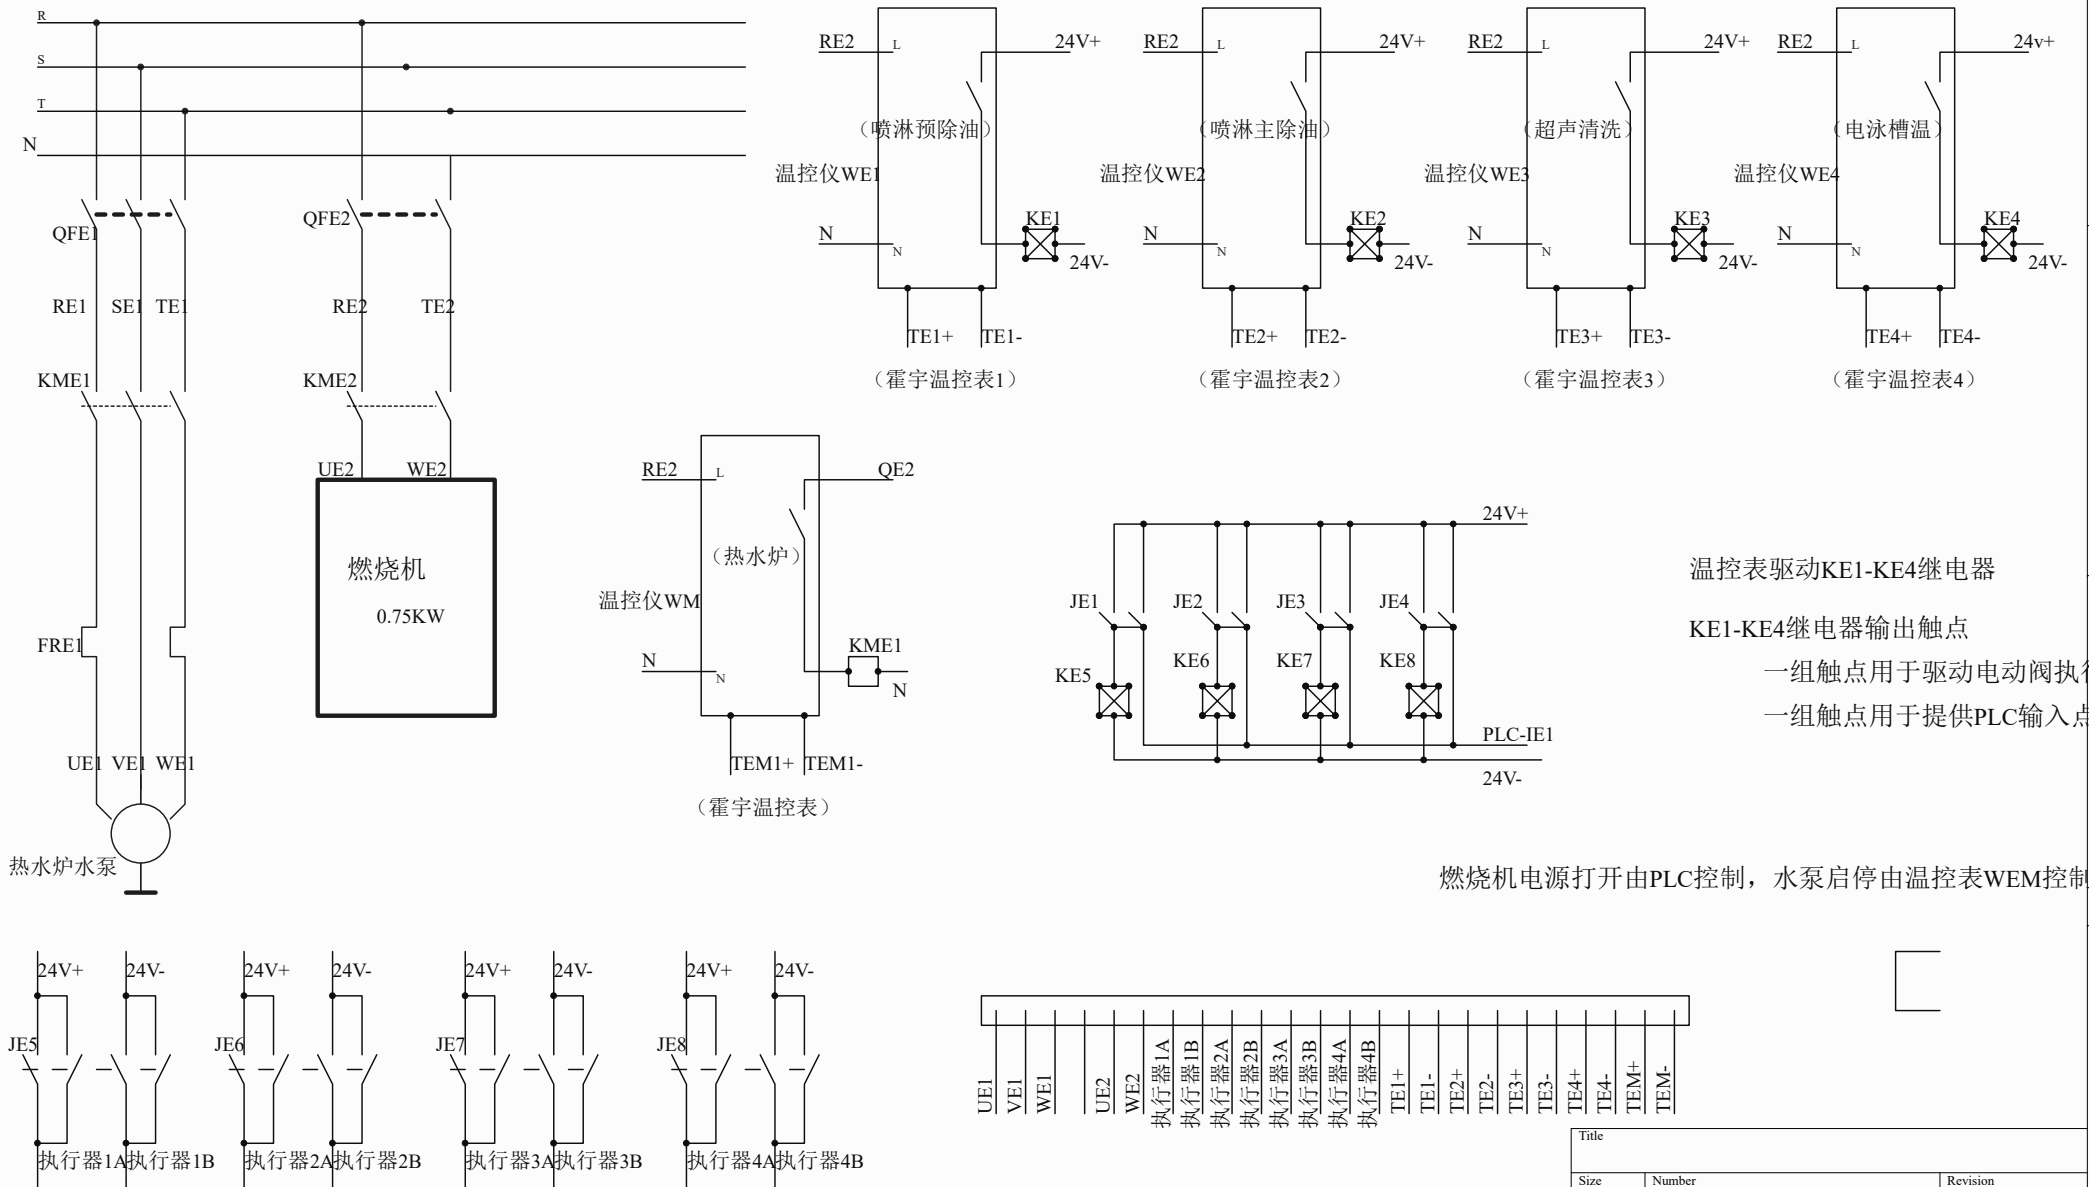 R
S
T
N
QFE1
QFE2
RE1
SE1
TE1
RE2
TE2
KME1
KME2
UE2
WE2
燃烧机
0.75KW
FRE1
UE1
VE1
WE1
热水炉水泵
RE2
L
24V+
（喷淋预除油）
温控仪WE1
KE1
N
N
24V-
TE1+
TE1-
（霍宇温控表1）
RE2
L
24V+
（喷淋主除油）
温控仪WE2
KE2
N
N
24V-
TE2+
TE2-
（霍宇温控表2）
RE2
L
24V+
（超声清洗）
温控仪WE3
KE3
N
N
24V-
TE3+
TE3-
（霍宇温控表3）
RE2
L
24v+
（电泳槽温）
温控仪WE4
KE4
N
N
24V-
TE4+
TE4-
（霍宇温控表4）
RE2
L
QE2
（热水炉）
温控仪WM
KME1
N
N
N
TEM1+
TEM1-
（霍宇温控表）
24V+
JE1
JE2
JE3
JE4
KE5
KE6
KE7
KE8
PLC-IE1
24V-
温控表驱动KE1-KE4继电器
KE1-KE4继电器输出触点
一组触点用于驱动电动阀执行
一组触点用于提供PLC输入点
燃烧机电源打开由PLC控制，水泵启停由温控表WEM控制
24V+
24V-
24V+
24V-
24V+
24V-
24V+
24V-
JE5
JE6
JE7
JE8
执行器1A
执行器1B
执行器2A
执行器2B
执行器3A
执行器3B
执行器4A
执行器4B
UE1
VE1
WE1
UE2
WE2
执行器1A
执行器1B
执行器2A
执行器2B
执行器3A
执行器3B
执行器4A
执行器4B
TE1+
TE1-
TE2+
TE2-
TE3+
TE3-
TE4+
TE4-
TEM+
TEM-
Title
Size
Number
Revision